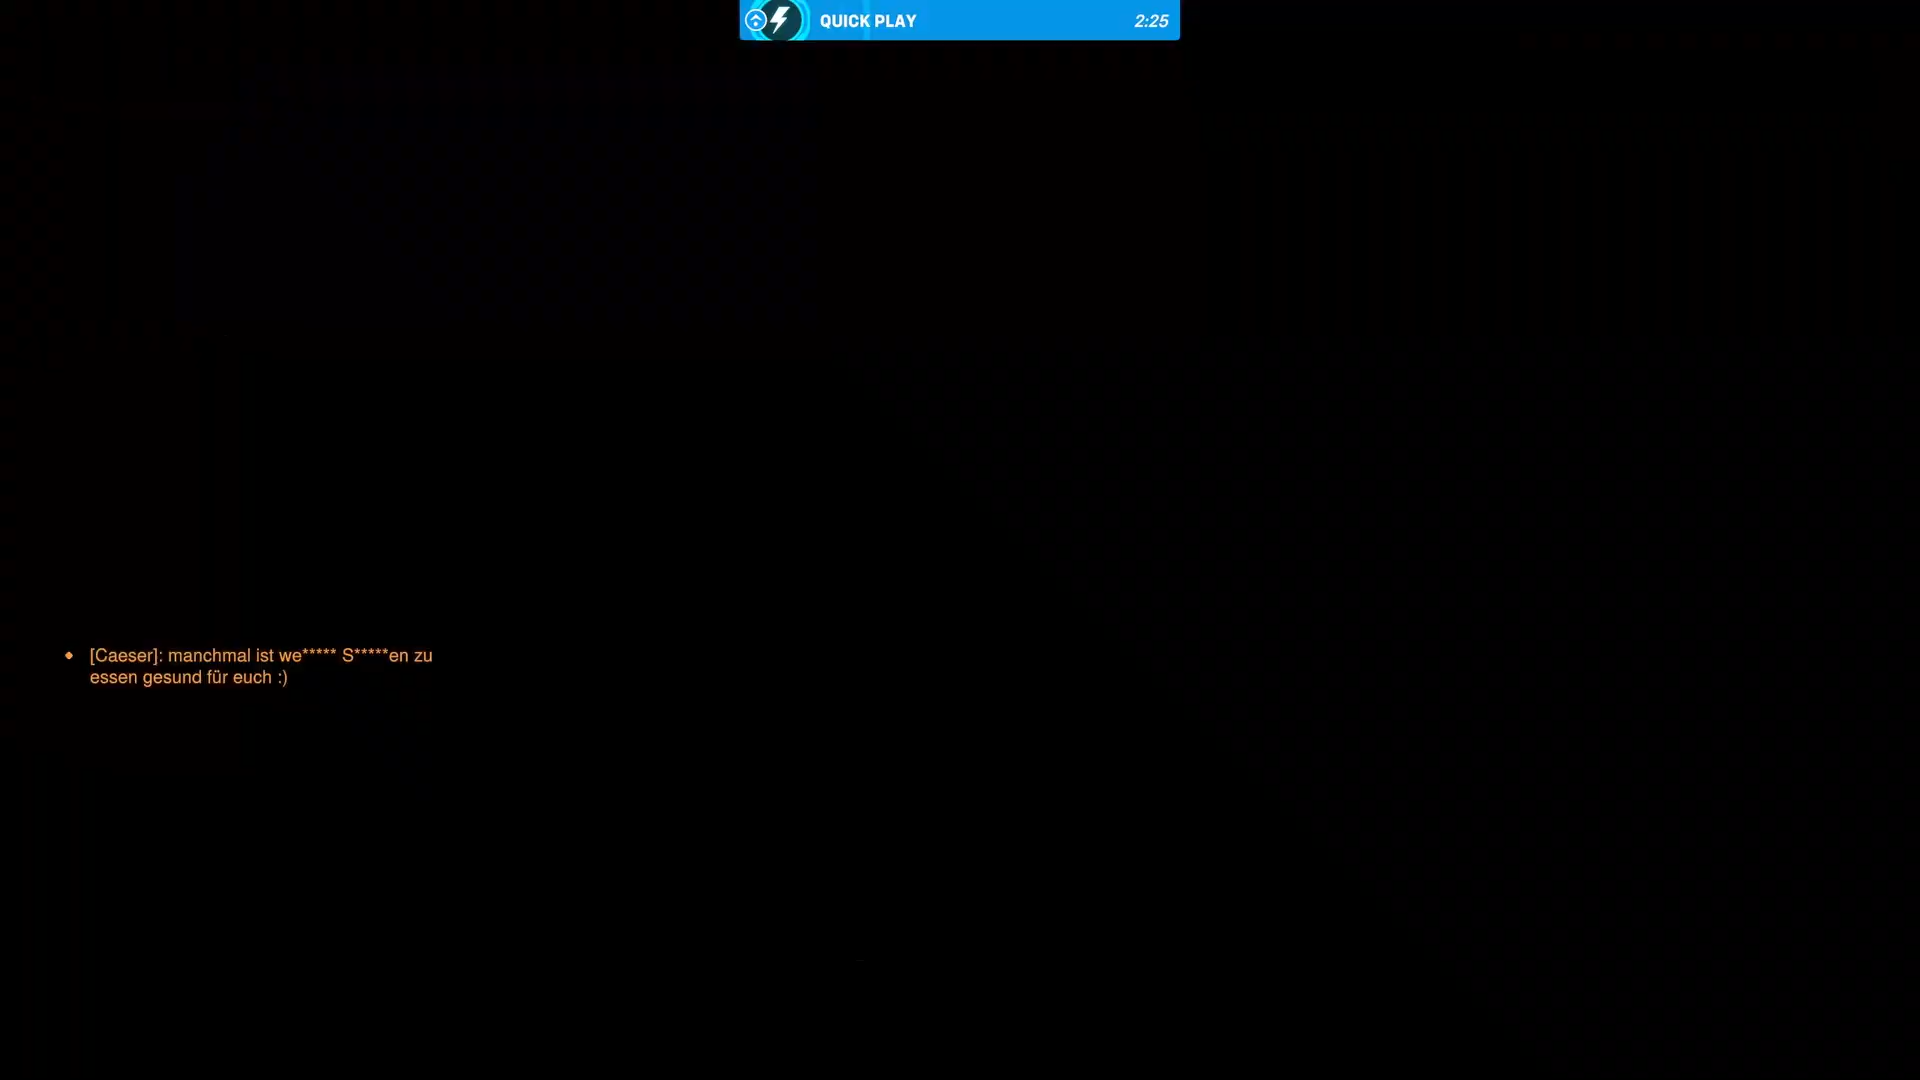 QUICK PLAY
2:25
[Caeser]: manchmal ist we***** S*****en zu
essen gesund für euch :)